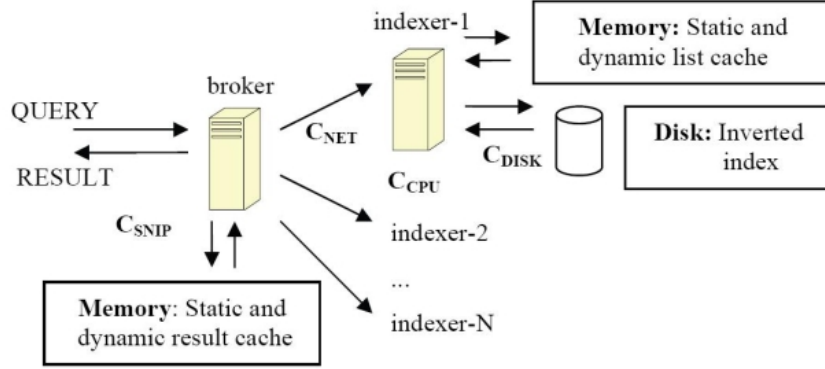 indexer-1
Memory: Static and
dynamic list cache
broker
QUERY
RESULT
C_NET
C_CPU
C_DISK
Disk: Inverted
index
C_SNIP
indexer-2
...
indexer-N
Memory: Static and
dynamic result cache